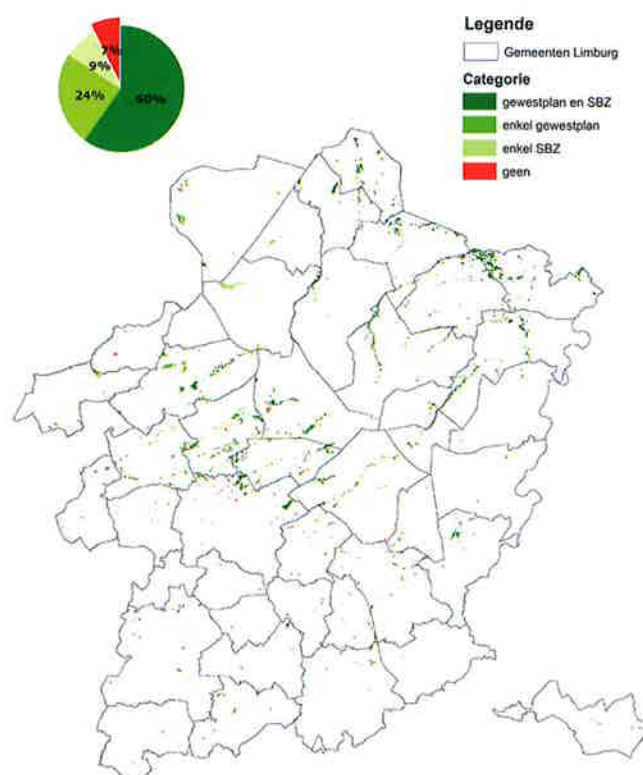 7%
9%
24%
60%
Legende
Gemeenten Limburg
Categorie
gewestplan en SBZ
enkel gewestplan
enkel SBZ
geen